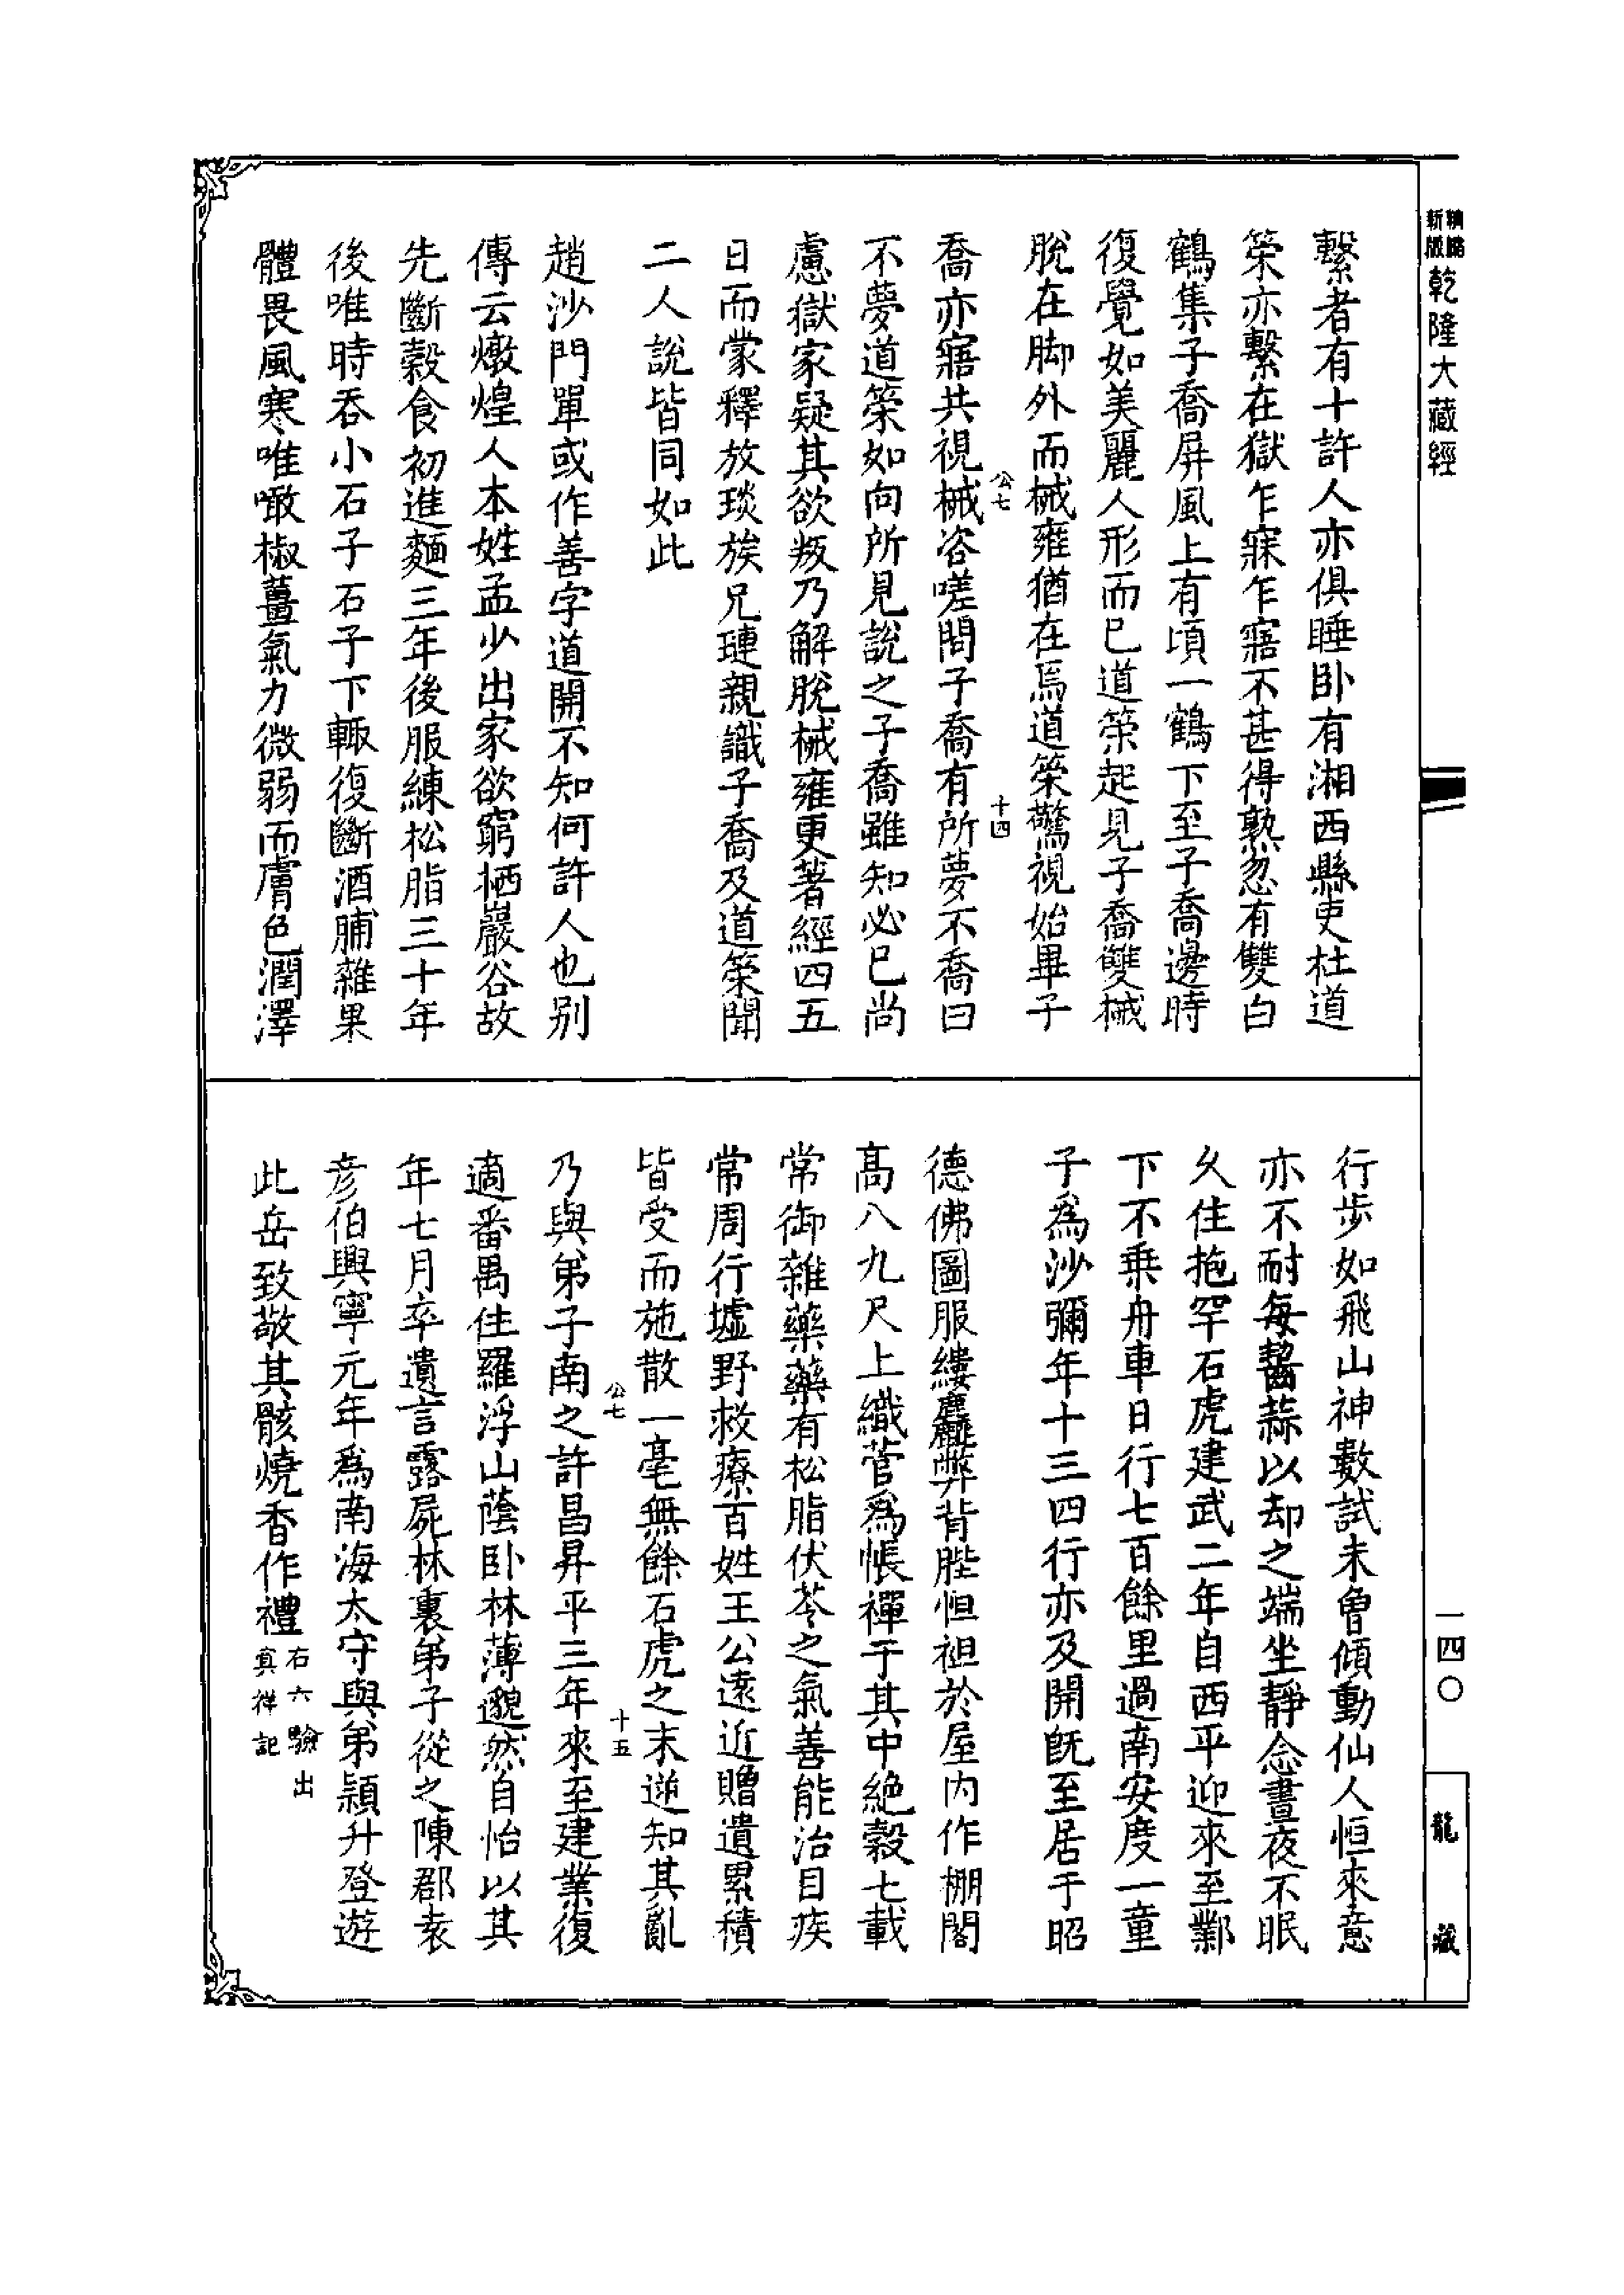 精縮
新版
乾隆大藏經
一四〇
龍藏
繫者有十許人亦俱睡卧有湘西縣吏杜道
榮亦繫在獄乍寐乍寤不甚得熟忽有雙白
鶴集子喬屏風上有頃一鶴下至子喬邊時
復覺如美麗人形而已道榮起見子喬雙械
脫在脚外而械雍猶在焉道榮驚視始畢子
公七
十四
喬亦寤共視械咨嗟問子喬有所夢不喬曰
不夢道榮如向所見說之子喬雖知必已尚
慮獄家疑其欲叛乃解脫械雍更著經四五
日而蒙釋放琰族兄璉親識子喬及道榮聞
二人說皆同如此
趙沙門單或作善字道開不知何許人也別
傳云燉煌人本姓孟少出家欲窮栖巖谷故
先斷穀食初進麵三年後服練松脂三十年
後唯時吞小石子石子下輙復斷酒脯雜果
體畏風寒唯噉椒薑氣力微弱而膚色潤澤
行步如飛山神數試未曾傾動仙人恒來意
亦不耐每齧蒜以却之端坐靜念晝夜不眠
久住抱罕石虎建武二年自西平迎來至鄴
下不乘舟車日行七百餘里過南安度一童
子爲沙彌年十三四行亦及開旣至居于昭
德佛圖服縷麤弊背胜恒袒於屋內作棚閣
高八九尺上織菅爲帳禪于其中絶穀七載
常御雜藥藥有松脂伏苓之氣善能治目疾
常周行墟野救療百姓王公遠近贈遺累積
皆受而施散一毫無餘石虎之末逆知其亂
公七
十五
乃與弟子南之許昌昇平三年來至建業復
適番禺住羅浮山蔭卧林薄邈然自怡以其
年七月卒遺言露屍林裏弟子從之陳郡袁
彦伯興寧元年爲南海太守與弟穎升登遊
此岳致敬其骸燒香作禮
右六驗出
冥祥記